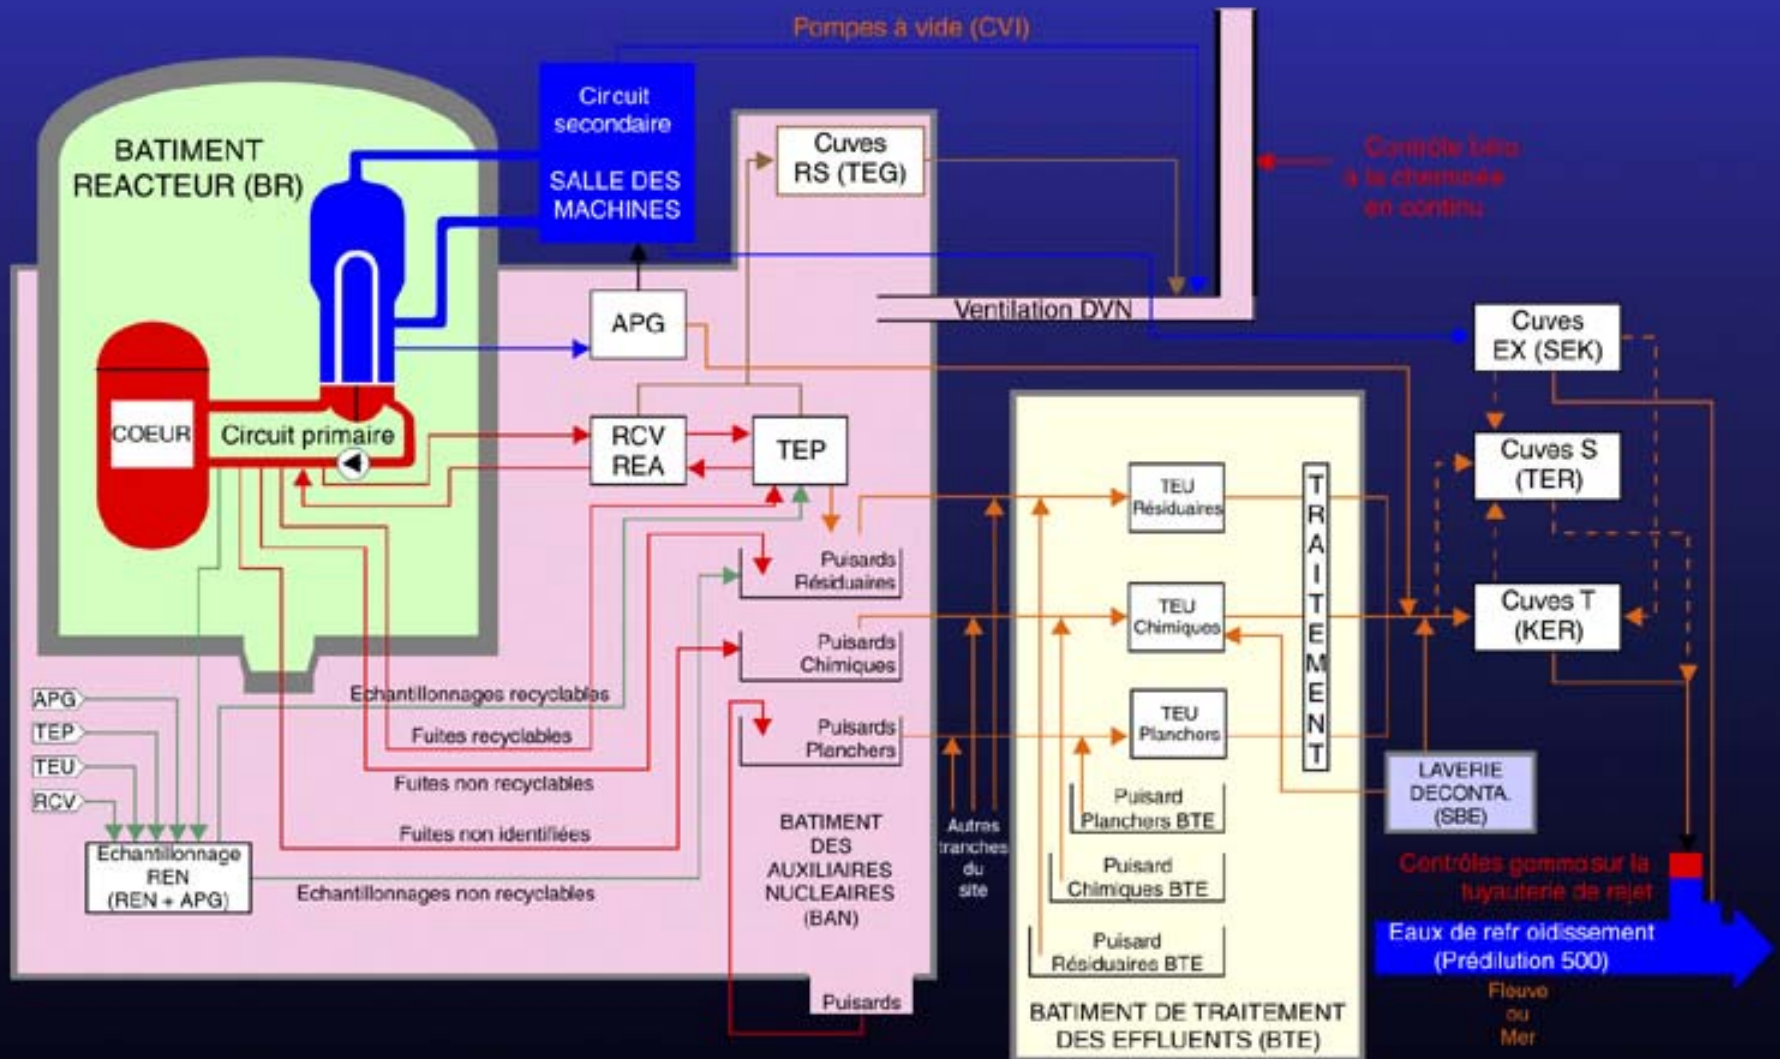 Pompes à vide (CVI)
Circuit
secondaire
SALLE DES
MACHINES
BATIMENT
REACTEUR (BR)
Cuves
RS (TEG)
Contrôle bêta
à la cheminée
en continu
Ventilation DVN
APG
Cuves
EX (SEK)
COEUR
Circuit primaire
RCV
REA
TEP
Cuves S
(TER)
TEU
Résiduaires
TRAITEMENT
Puisards
Résiduaires
TEU
Chimiques
Cuves T
(KER)
Puisards
Chimiques
Echantillonnages recyclables
APG
TEP
TEU
RCV
Fuites recyclables
Puisards
Planchers
TEU
Planchers
Fuites non recyclables
LAVERIE
DECONTA.
(SBE)
Puisard
Planchers BTE
Fuites non identifiées
BATIMENT
DES
AUXILIAIRES
NUCLEAIRES
(BAN)
Autres
tranches
du
site
Echantillonnage
REN
(REN + APG)
Echantillonnages non recyclables
Puisard
Chimiques BTE
Contrôles gamma sur la
tuyauterie de rejet
Puisard
Résiduaires BTE
Eaux de refr oidissement
(Prédilution 500)
Fleuve
ou
Mer
Puisards
BATIMENT DE TRAITEMENT
DES EFFLUENTS (BTE)